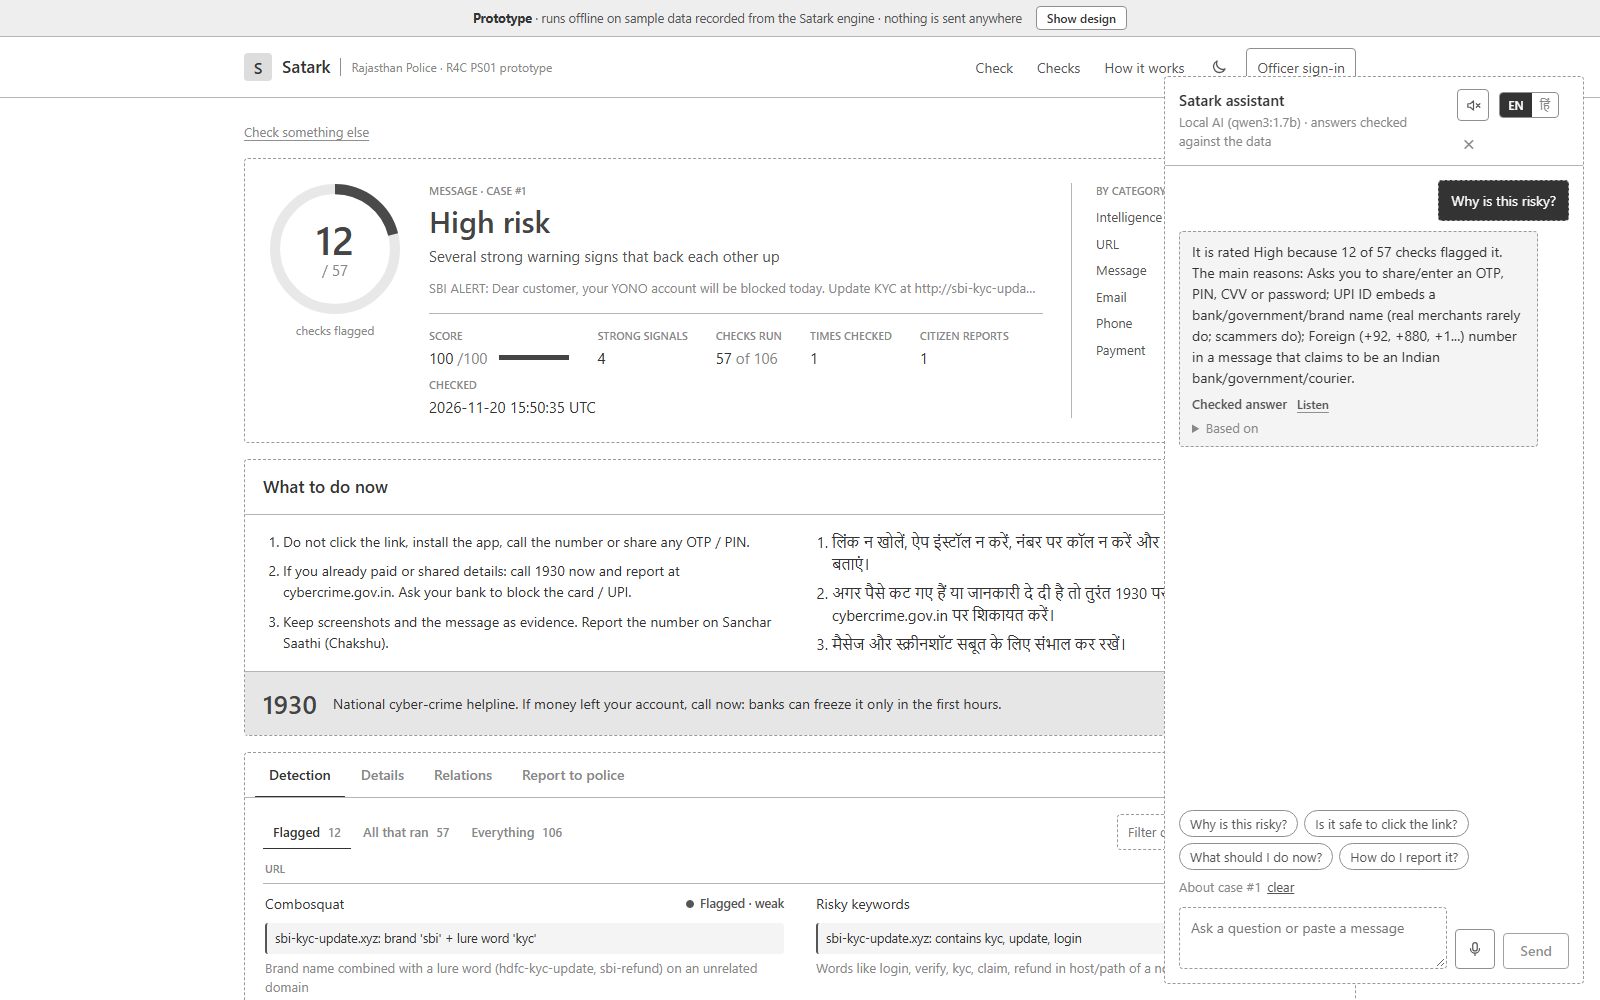 Prototype · runs offline on sample data recorded from the Satark engine · nothing is sent anywhere
Show design
S
Satark
Rajasthan Police · R4C PS01 prototype
Check
Checks
How it works
Officer sign-in
Check something else
12
/ 57
checks flagged
MESSAGE · CASE #1
High risk
Several strong warning signs that back each other up
SBI ALERT: Dear customer, your YONO account will be blocked today. Update KYC at http://sbi-kyc-upda...
SCORE
100 /100
STRONG SIGNALS
4
CHECKS RUN
57 of 106
TIMES CHECKED
1
CITIZEN REPORTS
1
CHECKED
2026-11-20 15:50:35 UTC
BY CATEGORY
Intelligence
URL
Message
Email
Phone
Payment
What to do now
1. Do not click the link, install the app, call the number or share any OTP / PIN.
2. If you already paid or shared details: call 1930 now and report at
cybercrime.gov.in. Ask your bank to block the card / UPI.
3. Keep screenshots and the message as evidence. Report the number on Sanchar
Saathi (Chakshu).
1. लिंक न खोलें, ऐप इंस्टॉल न करें, नंबर पर कॉल न करें और
बताएं।
2. अगर पैसे कट गए हैं या जानकारी दे दी है तो तुरंत 1930 पर
cybercrime.gov.in पर शिकायत करें।
3. मैसेज और स्क्रीनशॉट सबूत के लिए संभाल कर रखें।
1930
National cyber-crime helpline. If money left your account, call now: banks can freeze it only in the first hours.
Detection
Details
Relations
Report to police
Flagged 12
All that ran 57
Everything 106
Filter
URL
Combosquat
Flagged · weak
sbi-kyc-update.xyz: brand 'sbi' + lure word 'kyc'
Brand name combined with a lure word (hdfc-kyc-update, sbi-refund) on an unrelated
domain
Risky keywords
sbi-kyc-update.xyz: contains kyc, update, login
Words like login, verify, kyc, claim, refund in host/path of a
Satark assistant
Local AI (qwen3:1.7b) · answers checked
against the data
EN
हिं
×
Why is this risky?
It is rated High because 12 of 57 checks flagged it.
The main reasons: Asks you to share/enter an OTP,
PIN, CVV or password; UPI ID embeds a
bank/government/brand name (real merchants rarely
do; scammers do); Foreign (+92, +880, +1...) number
in a message that claims to be an Indian
bank/government/courier.
Checked answer
Listen
Based on
Why is this risky?
Is it safe to click the link?
What should I do now?
How do I report it?
About case #1 clear
Ask a question or paste a message
Send